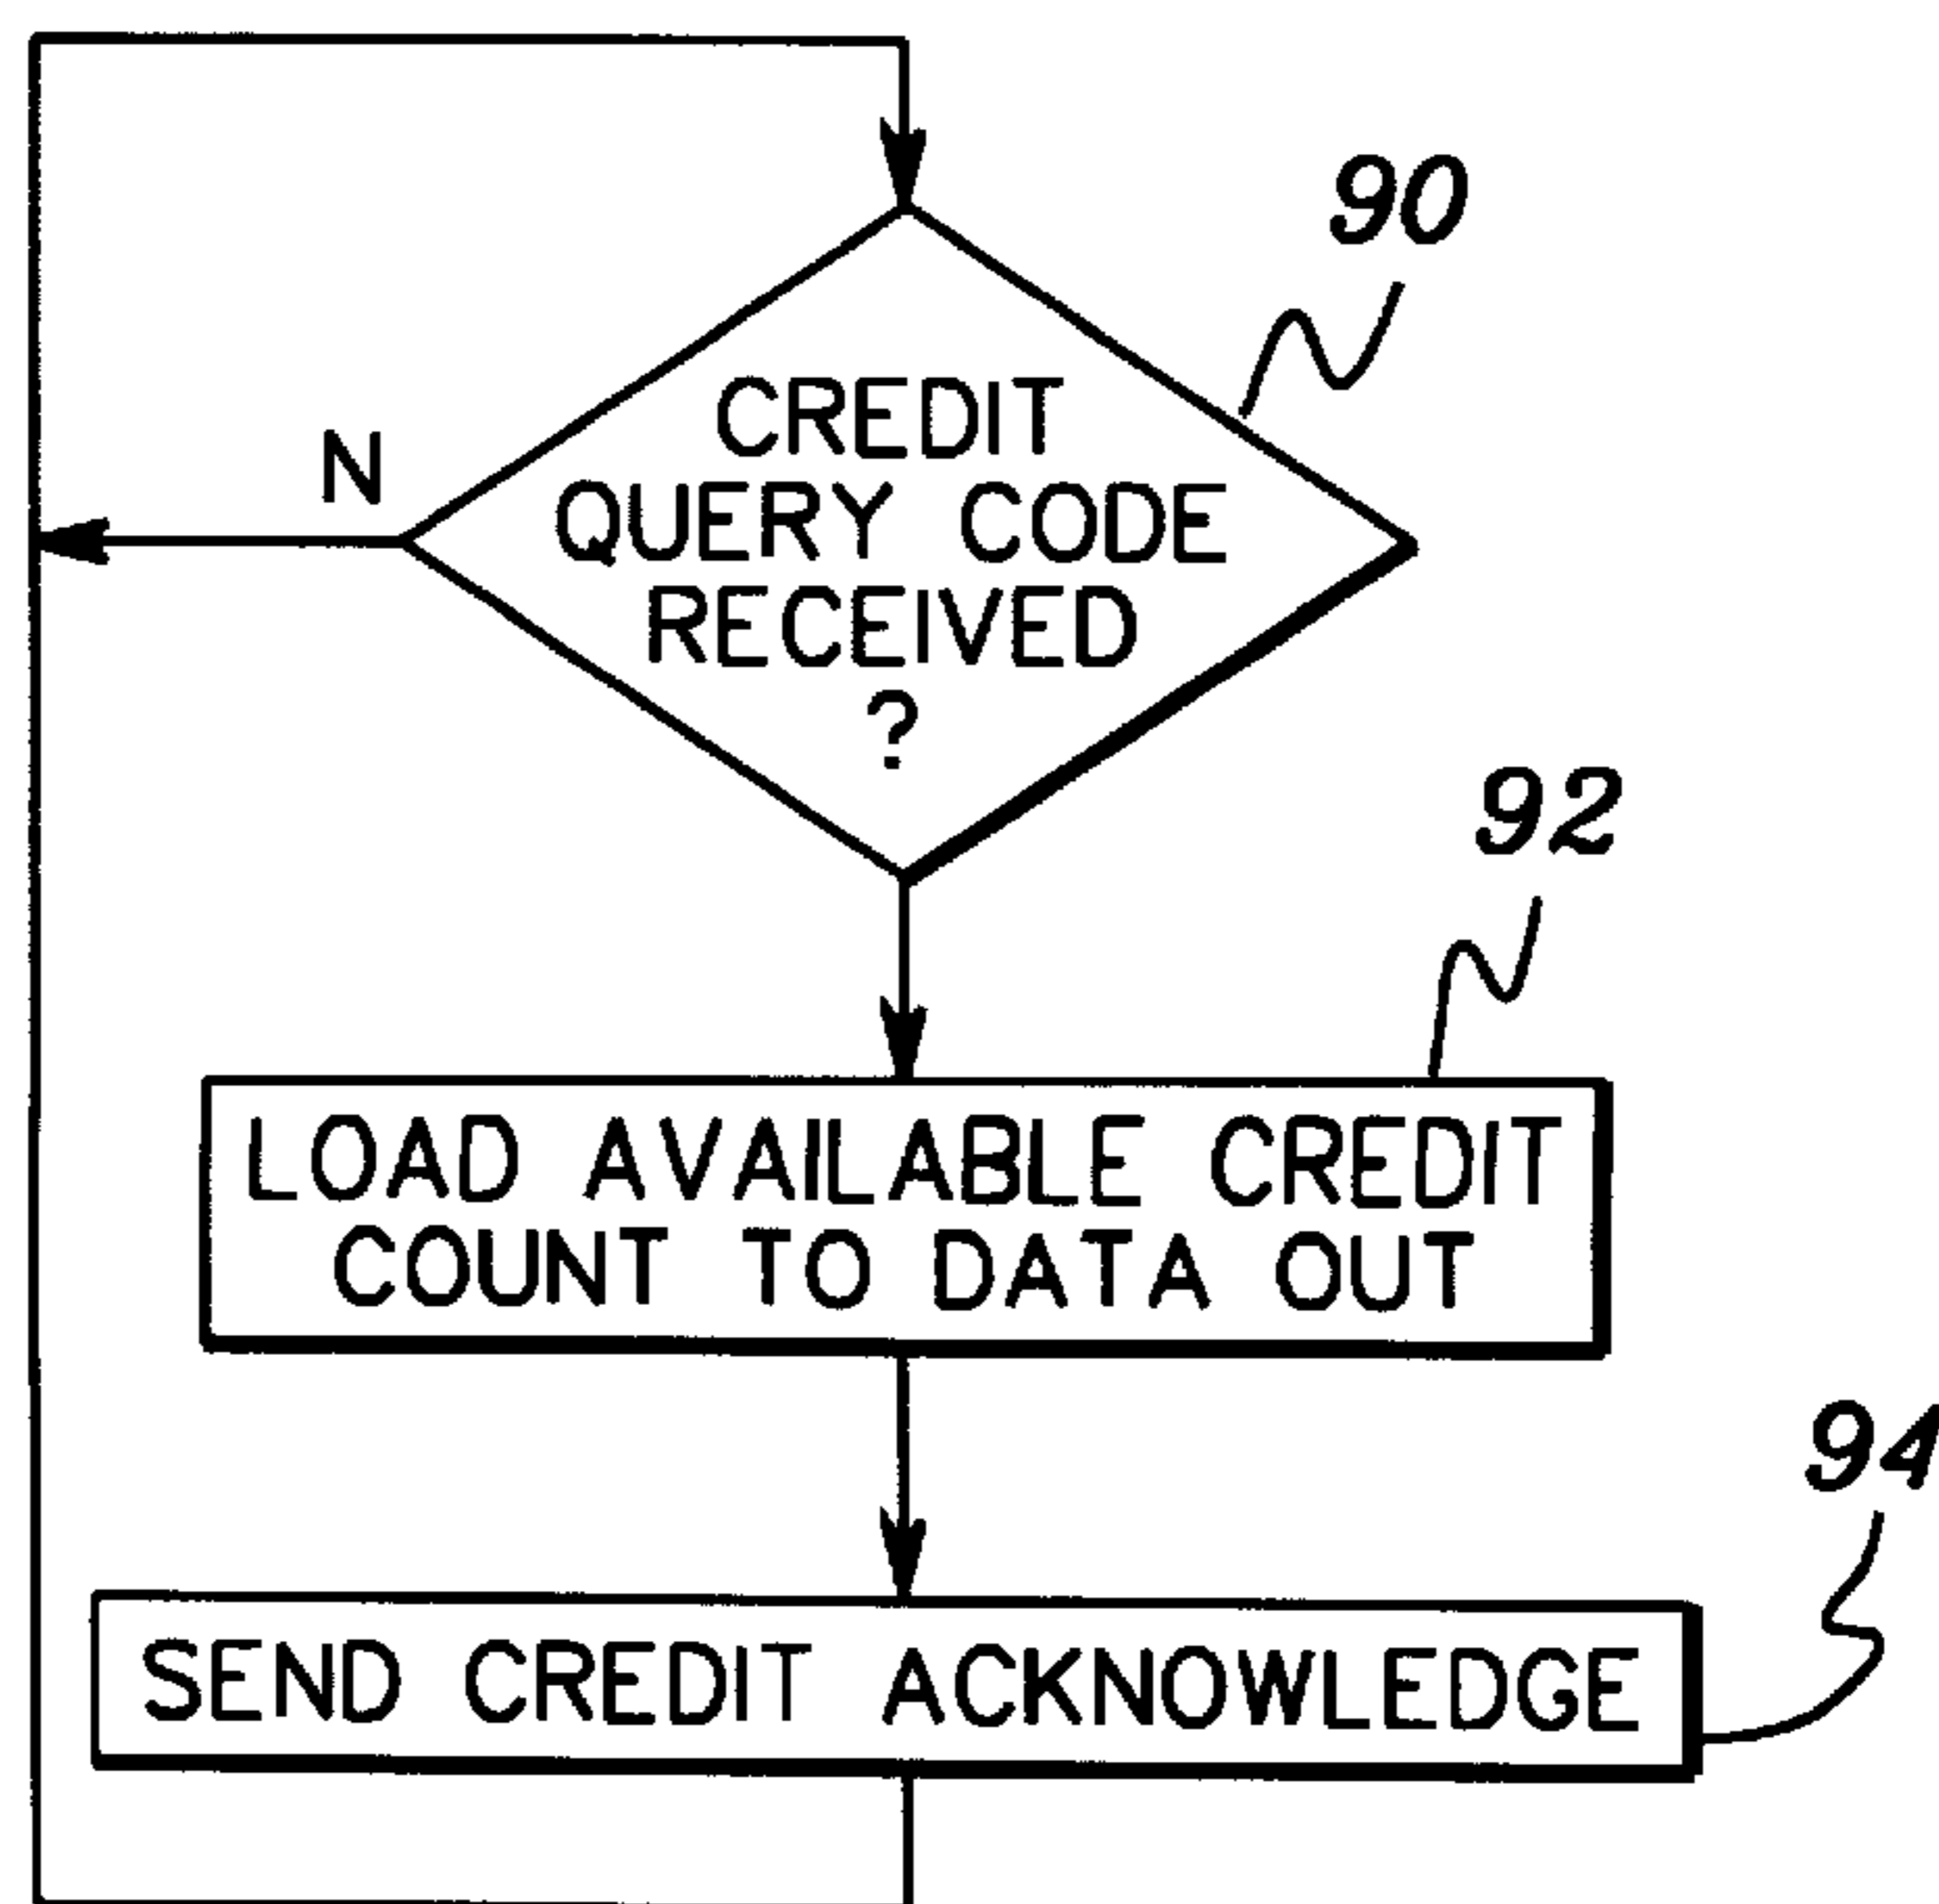 90
CREDIT
QUERY CODE
RECEIVED
?
N
92
LOAD AVAILABLE CREDIT
COUNT TO DATA OUT
94
SEND CREDIT ACKNOWLEDGE